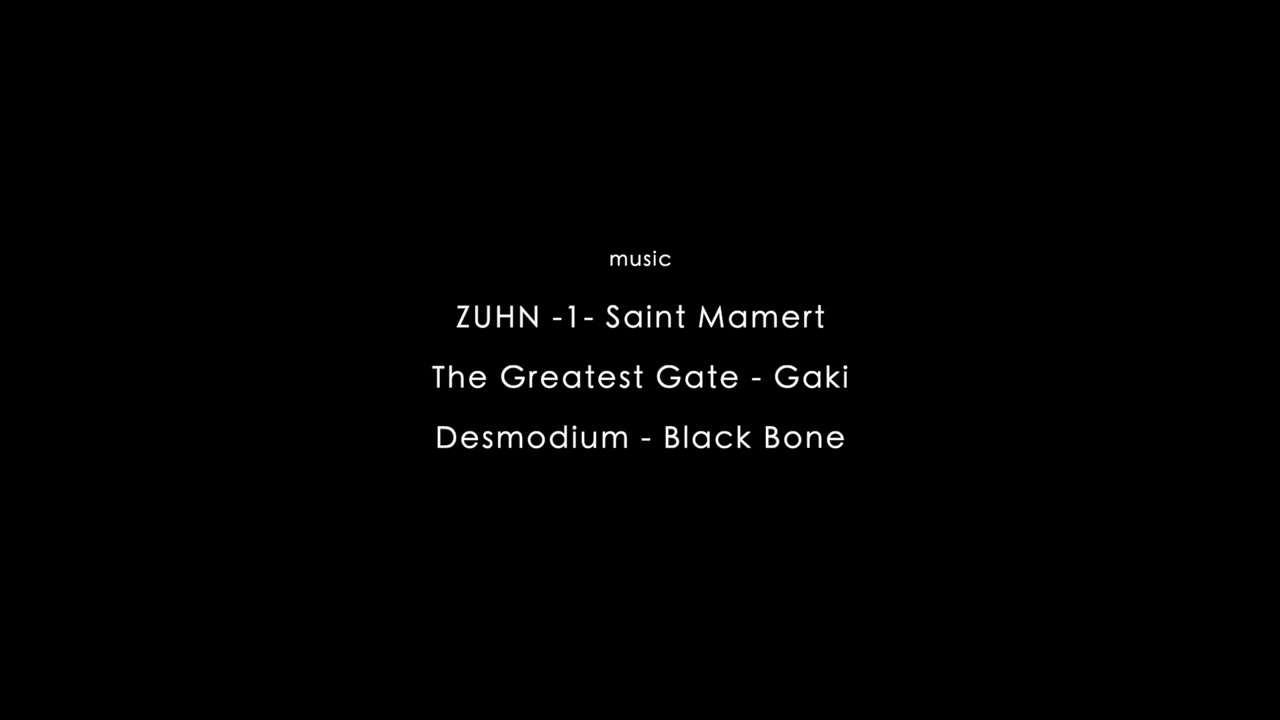 music
ZUHN -1- Saint Mamert
The Greatest Gate - Gaki
Desmodium - Black Bone